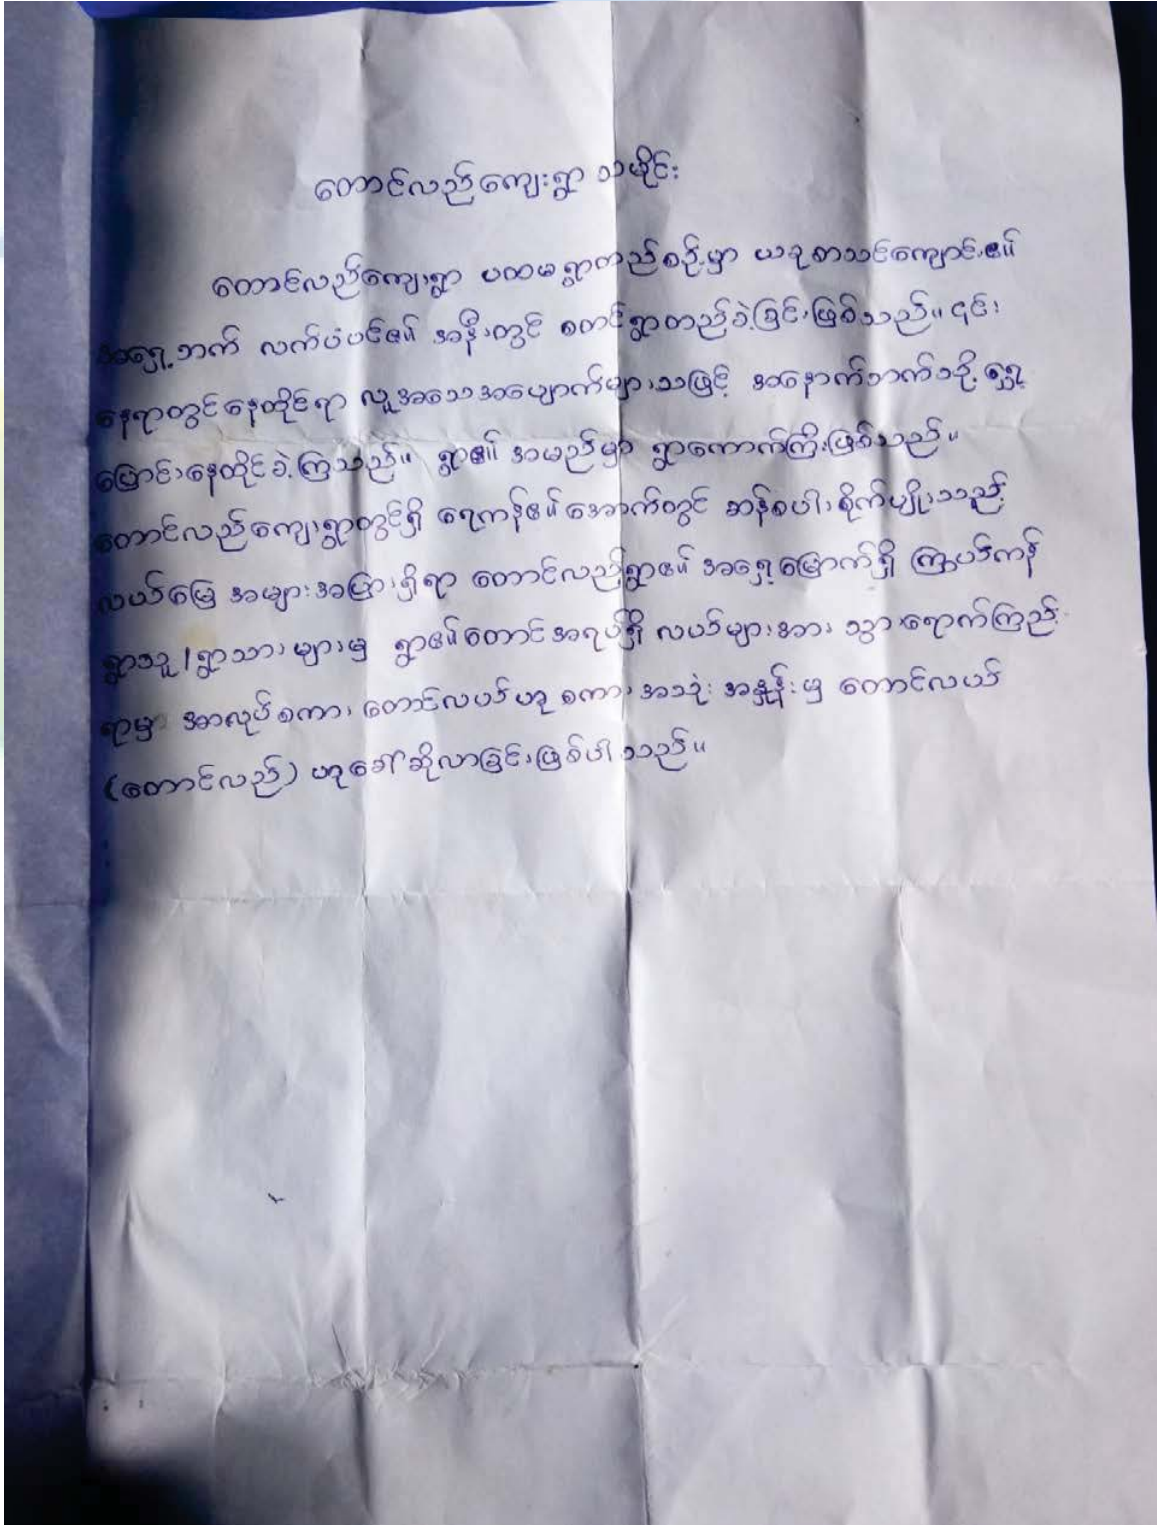 တောင်လည်ကျေးရွာ သမိုင်း
တောင်လည်ကျေးရွာ ပထမရွာတည်စဉ်မှာ ယခုစာသင်ကျောင်း၏
အရှေ့ဘက် လက်ပံပင်၏ အနီးတွင် စတင်ရွာတည်ခဲ့ခြင်းဖြစ်သည်။ ၎င်း
နေရာတွင်နေထိုင်ရာ လူအသေအပျောက်များသဖြင့် အနောက်ဘက်သို့ ရွှေ့
ပြောင်းနေထိုင်ခဲ့ကြသည်။ ရွာ၏ အမည်မှာ ရွာကောက်ကြီးဖြစ်သည်။
တောင်လည်ကျေးရွာတွင်ရှိ ရေကန်၏အောက်တွင် ဆန်စပါးစိုက်ပျိုးသည့်
လယ်မြေ အများအပြားရှိရာ တောင်လည်ရွာ၏ အရှေ့မြောက်ရှိ ကြာပင်ကန်
ရွာသူ/ရွာသားများမှ ရွာ၏တောင်အရပ်ရှိ လယ်များအား သွားရောက်ကြည့်
ရာမှာ အလုပ်စကား တောင်လယ်ဟု စကားအသုံးအနှုန်းမှ တောင်လယ်
(တောင်လည်) ဟုခေါ်ဆိုလာခြင်းဖြစ်ပါသည်။